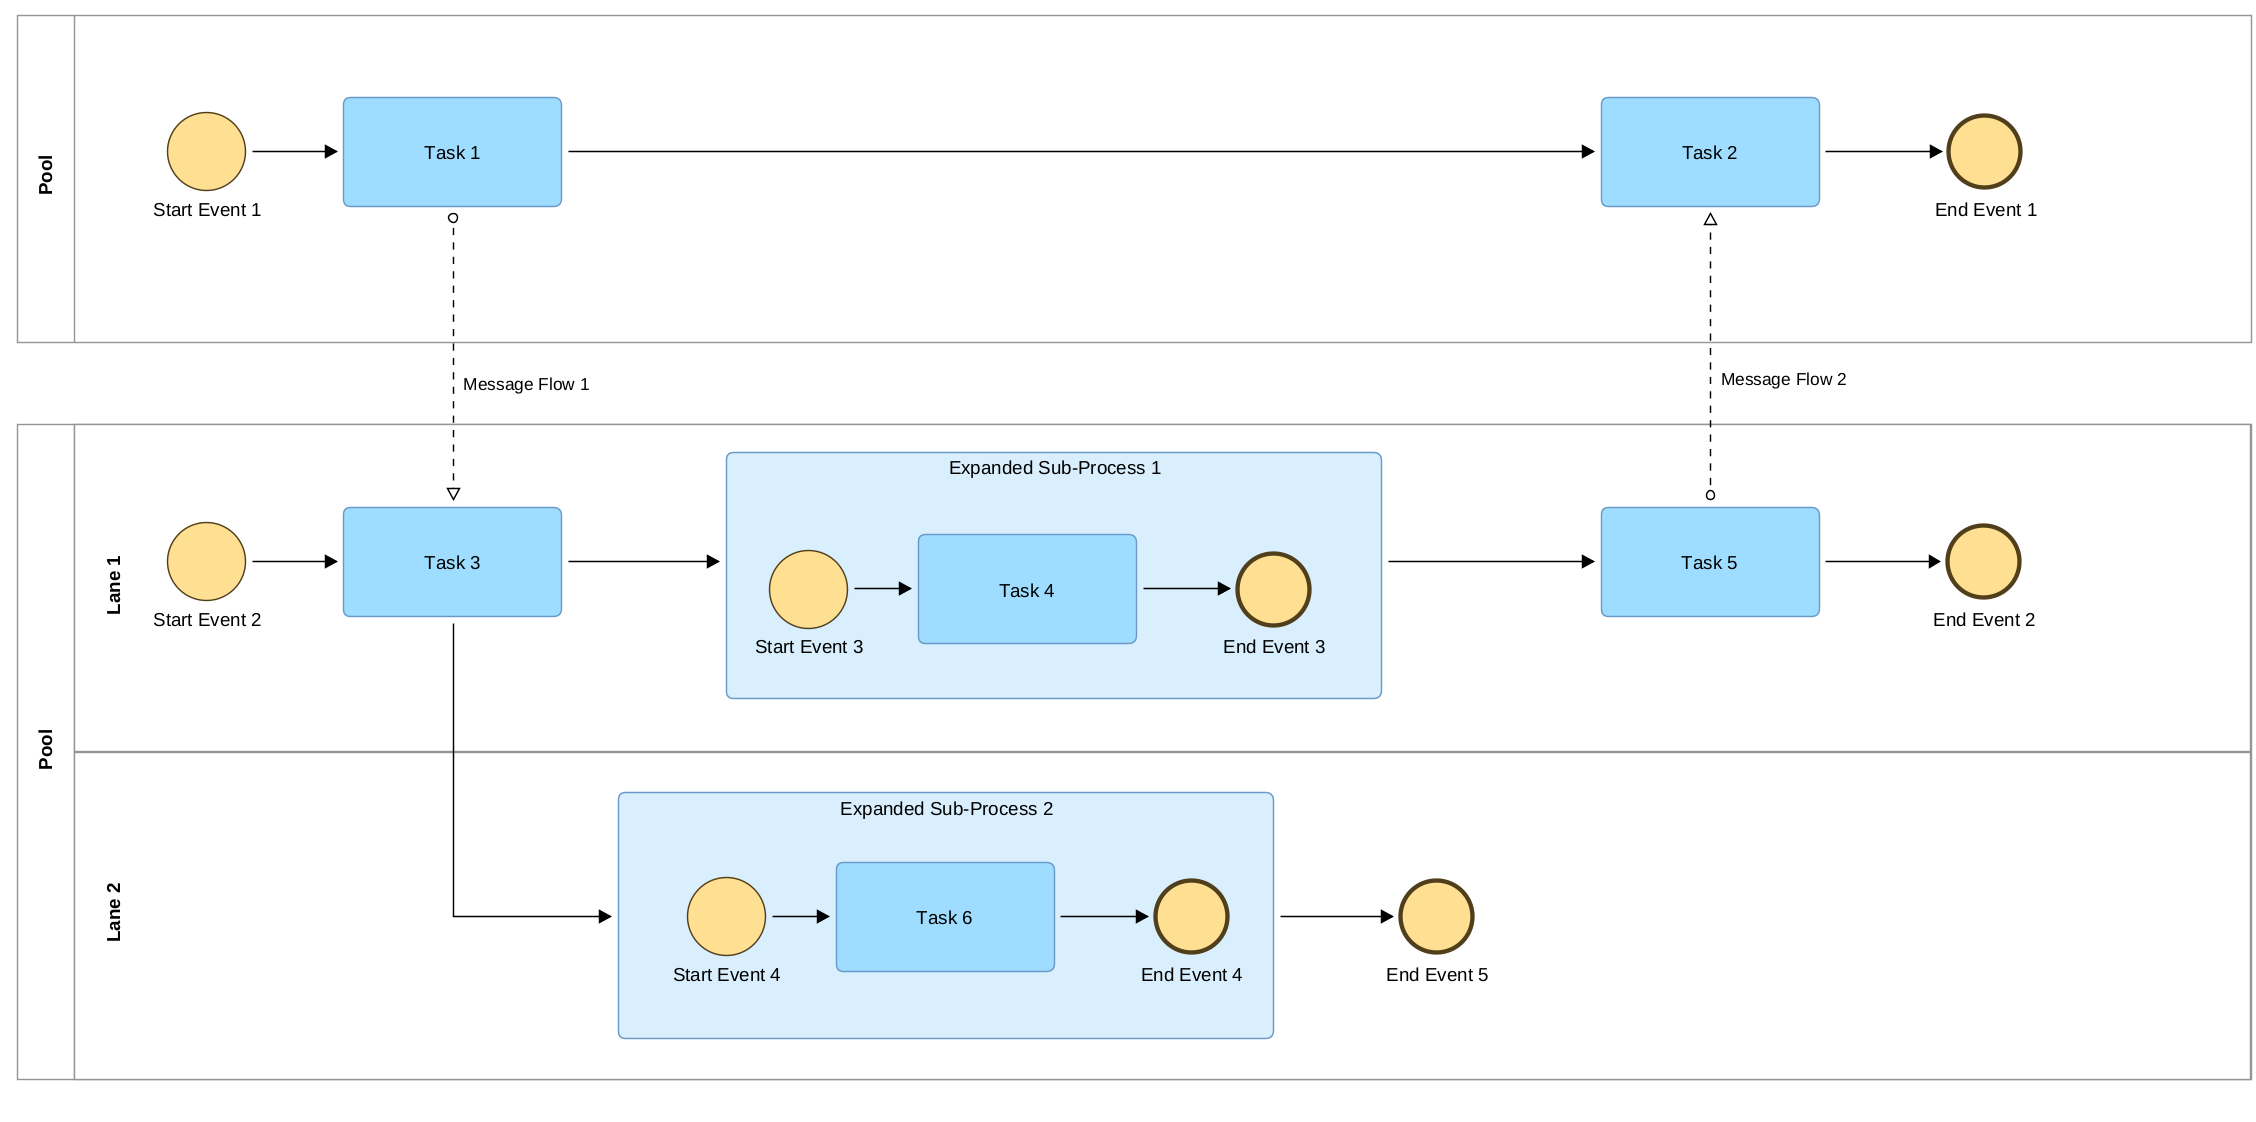 Pool
Task 1
Task 2
Start Event 1
End Event 1
Message Flow 1
Message Flow 2
Pool
Lane 1
Expanded Sub-Process 1
Start Event 2
Task 3
Start Event 3
Task 4
End Event 3
Task 5
End Event 2
Lane 2
Expanded Sub-Process 2
Start Event 4
Task 6
End Event 4
End Event 5